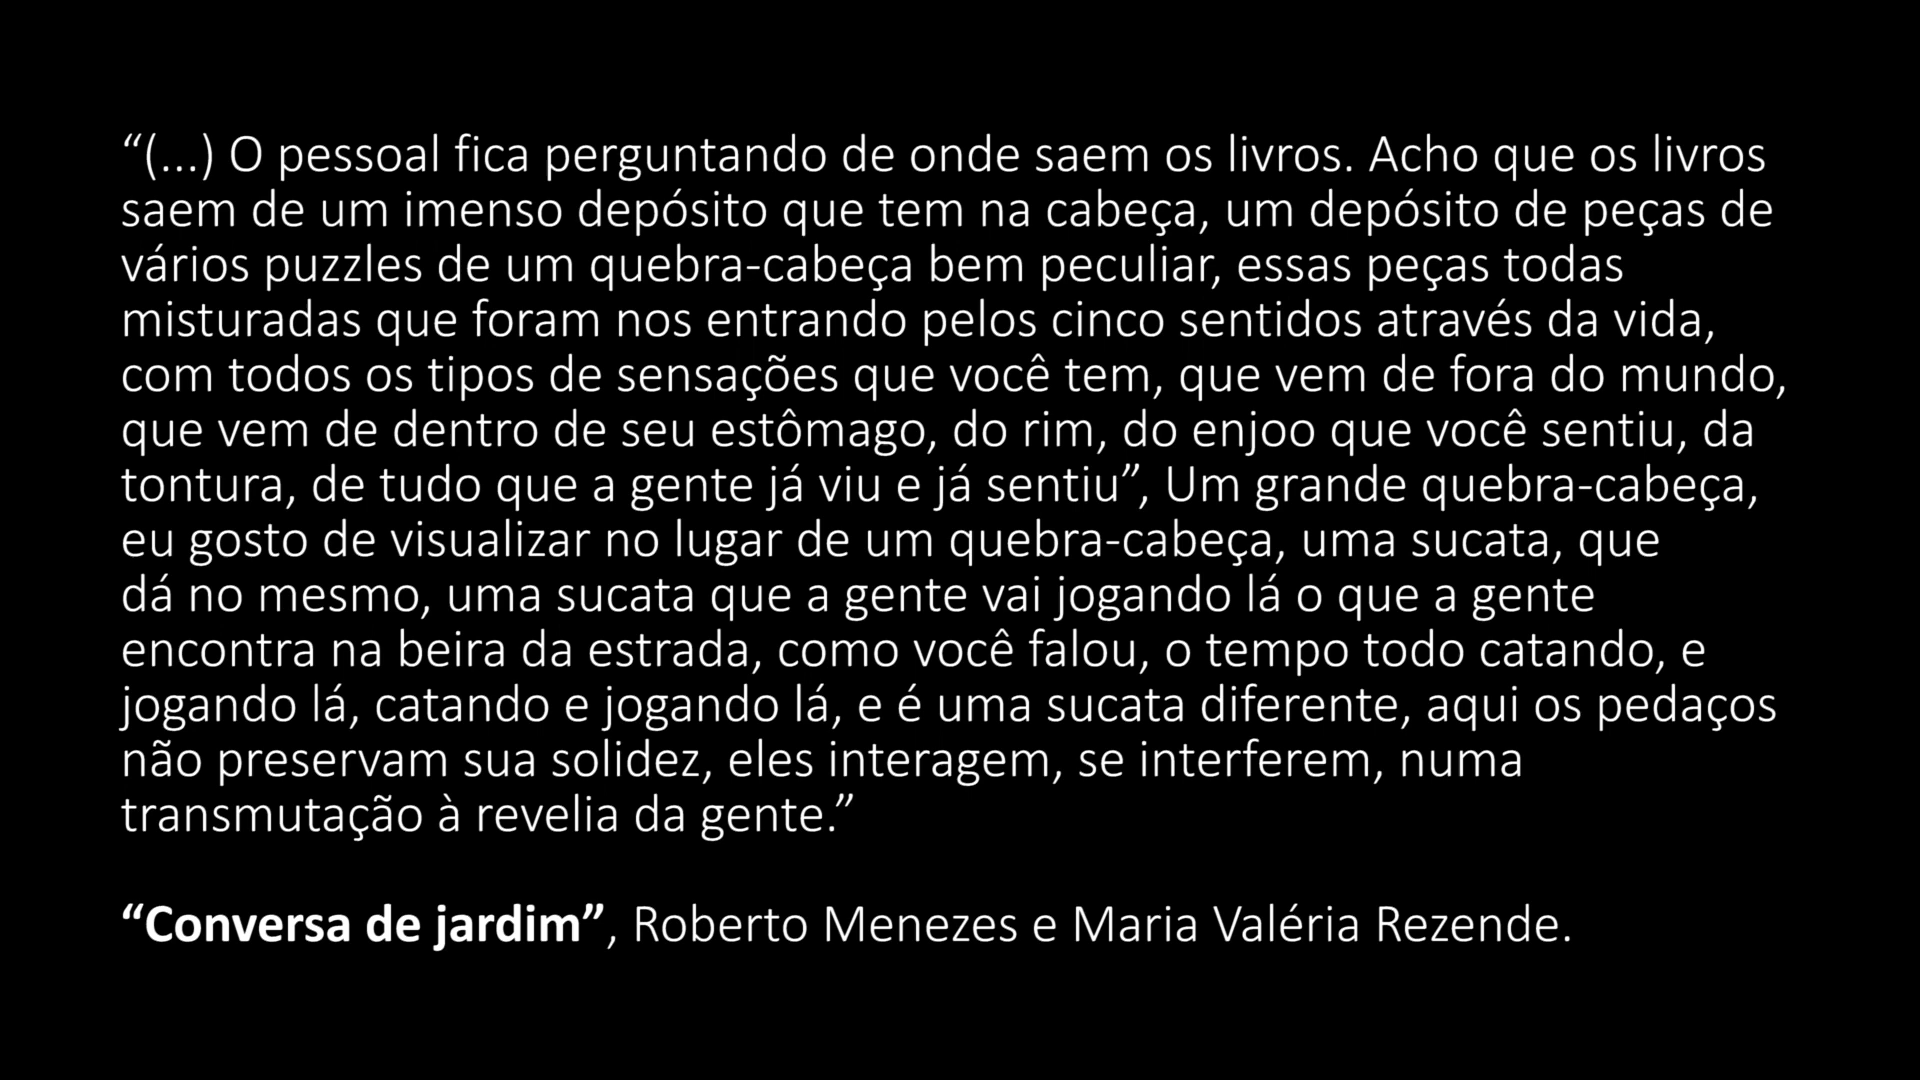 “(...) O pessoal fica perguntando de onde saem os livros. Acho que os livros
saem de um imenso depósito que tem na cabeça, um depósito de peças de
vários puzzles de um quebra-cabeça bem peculiar, essas peças todas
misturadas que foram nos entrando pelos cinco sentidos através da vida,
com todos os tipos de sensações que você tem, que vem de fora do mundo,
que vem de dentro de seu estômago, do rim, do enjoo que você sentiu, da
tontura, de tudo que a gente já viu e já sentiu”, Um grande quebra-cabeça,
eu gosto de visualizar no lugar de um quebra-cabeça, uma sucata, que
dá no mesmo, uma sucata que a gente vai jogando lá o que a gente
encontra na beira da estrada, como você falou, o tempo todo catando, e
jogando lá, catando e jogando lá, e é uma sucata diferente, aqui os pedaços
não preservam sua solidez, eles interagem, se interferem, numa
transmutação à revelia da gente.”
“Conversa de jardim”, Roberto Menezes e Maria Valéria Rezende.